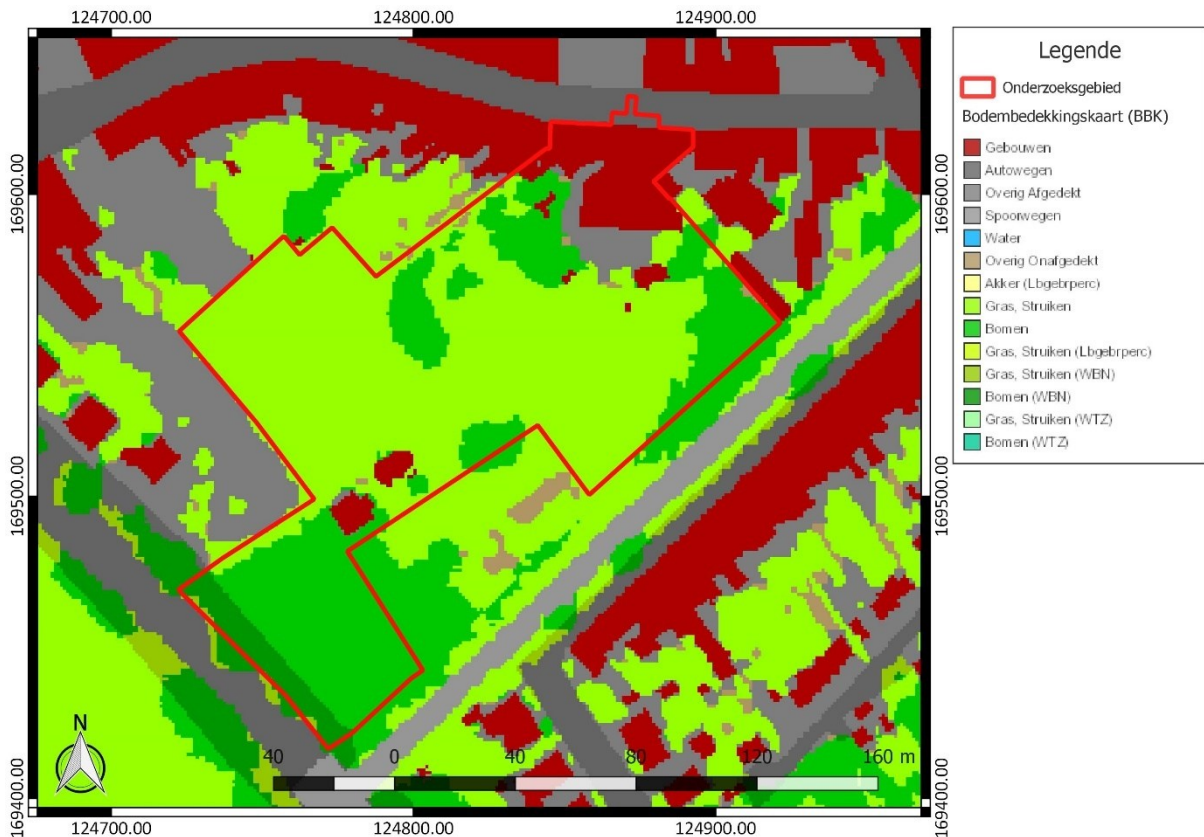 124700.00 124800.00 124900.00
Legende
Onderzoeksgebied
Bodembedekkingskaart (BBK)
Gebouwen
Autowegen
Overig Afgedekt
Spoorwegen
Water
Overig Onafgedekt
Akker (Lbgebrperc)
Gras, Struiken
Bomen
Gras, Struiken (Lbgebrperc)
Gras, Struiken (WBN)
Bomen (WBN)
Gras, Struiken (WTZ)
Bomen (WTZ)
169600.00 169600.00
169500.00 169500.00
169400.00 169400.00
N
40 0 40 80 120 160 m
124700.00 124800.00 124900.00